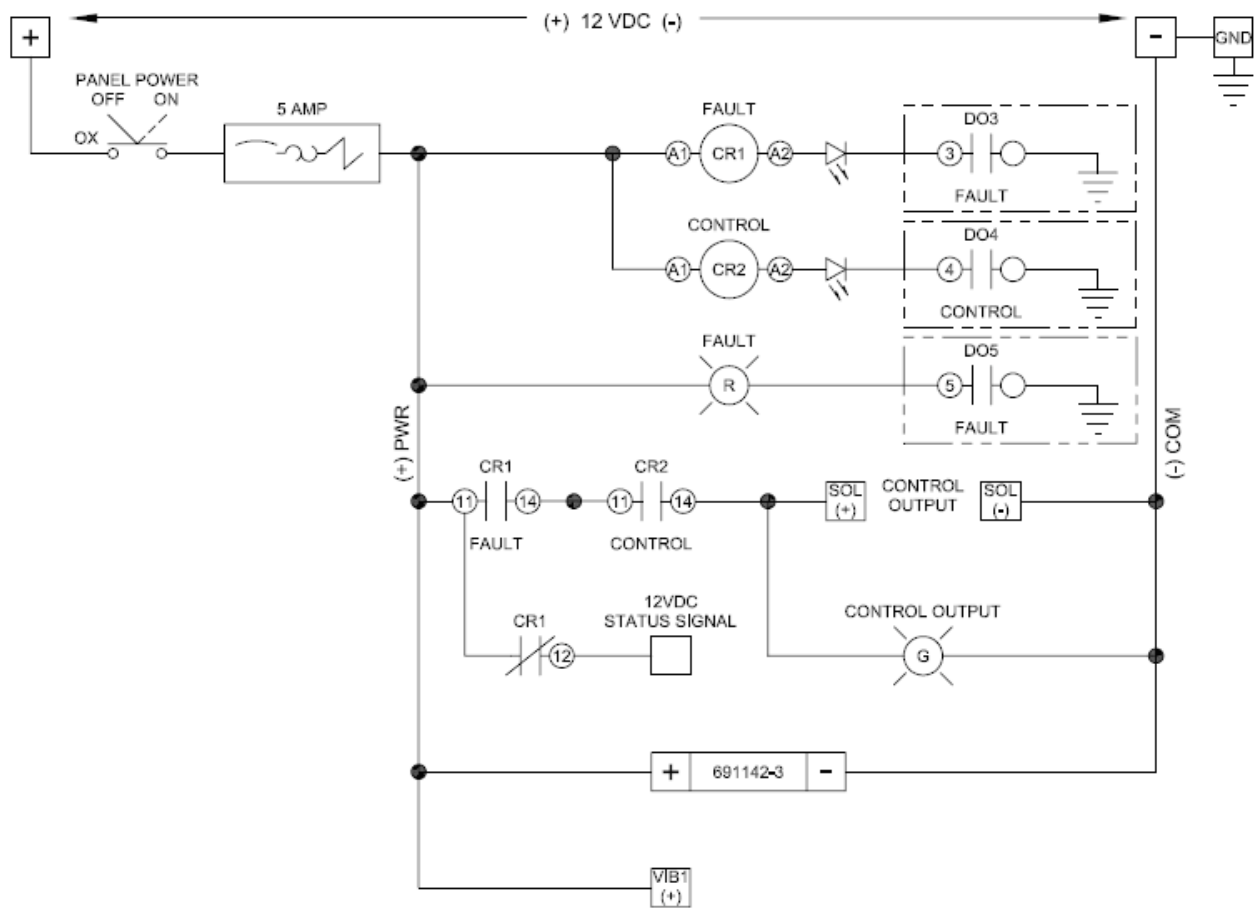 (+) 12 VDC (-)
+
-
GND
PANEL POWER
OFF ON
OX
5 AMP
FAULT
A1 CR1 A2
DO3
3
FAULT
CONTROL
A1 CR2 A2
DO4
4
CONTROL
FAULT
R
DO5
5
FAULT
(+) PWR
(-) COM
CR1
11 14
FAULT
CR2
11 14
CONTROL
SOL
(+)
CONTROL
OUTPUT
SOL
(-)
CR1
12
12VDC
STATUS SIGNAL
CONTROL OUTPUT
G
+ 691142-3 -
VIB1
(+)